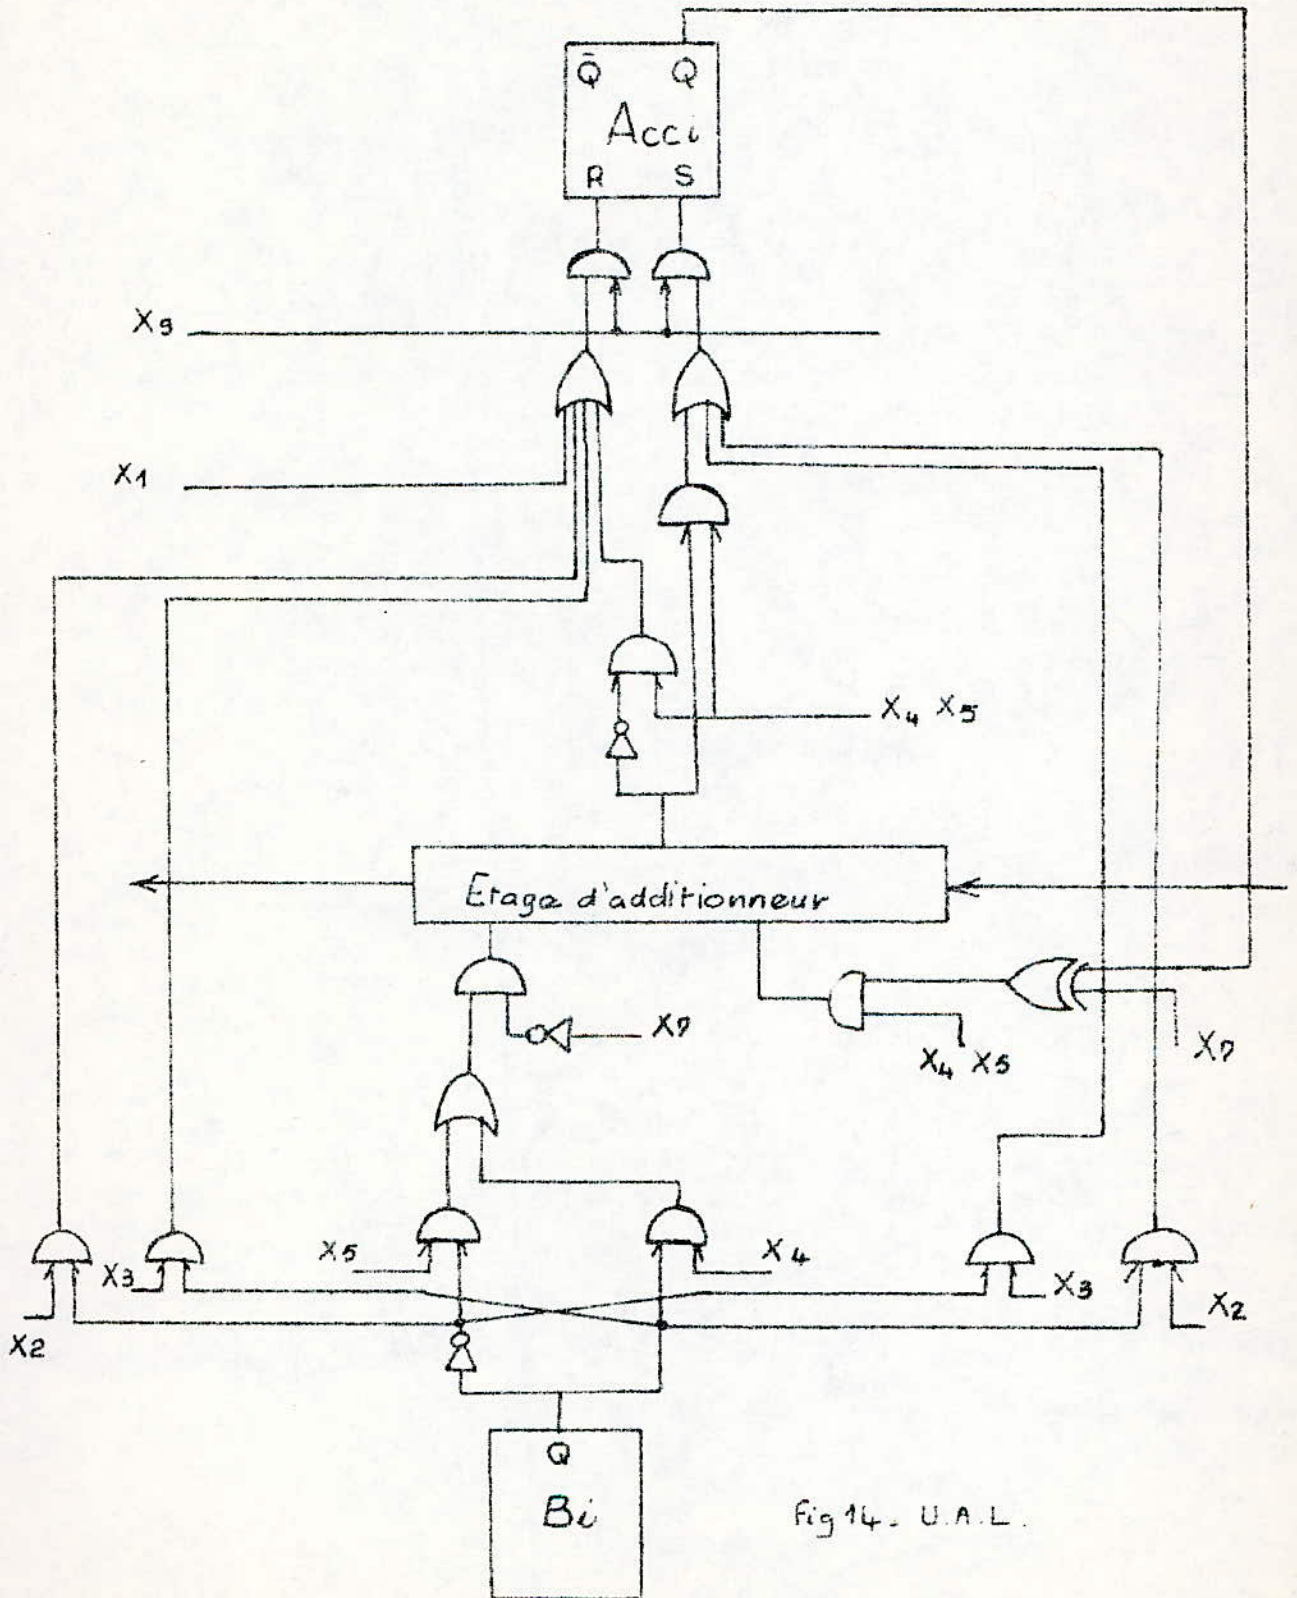 Q̄ Q
Acci
R S
X9
X1
X4 X5
Etage d'additionneur
X7
X4 X5
X7
X5
X4
X3
X3
X2
X2
Q
Bi
Fig 14. U.A.L.